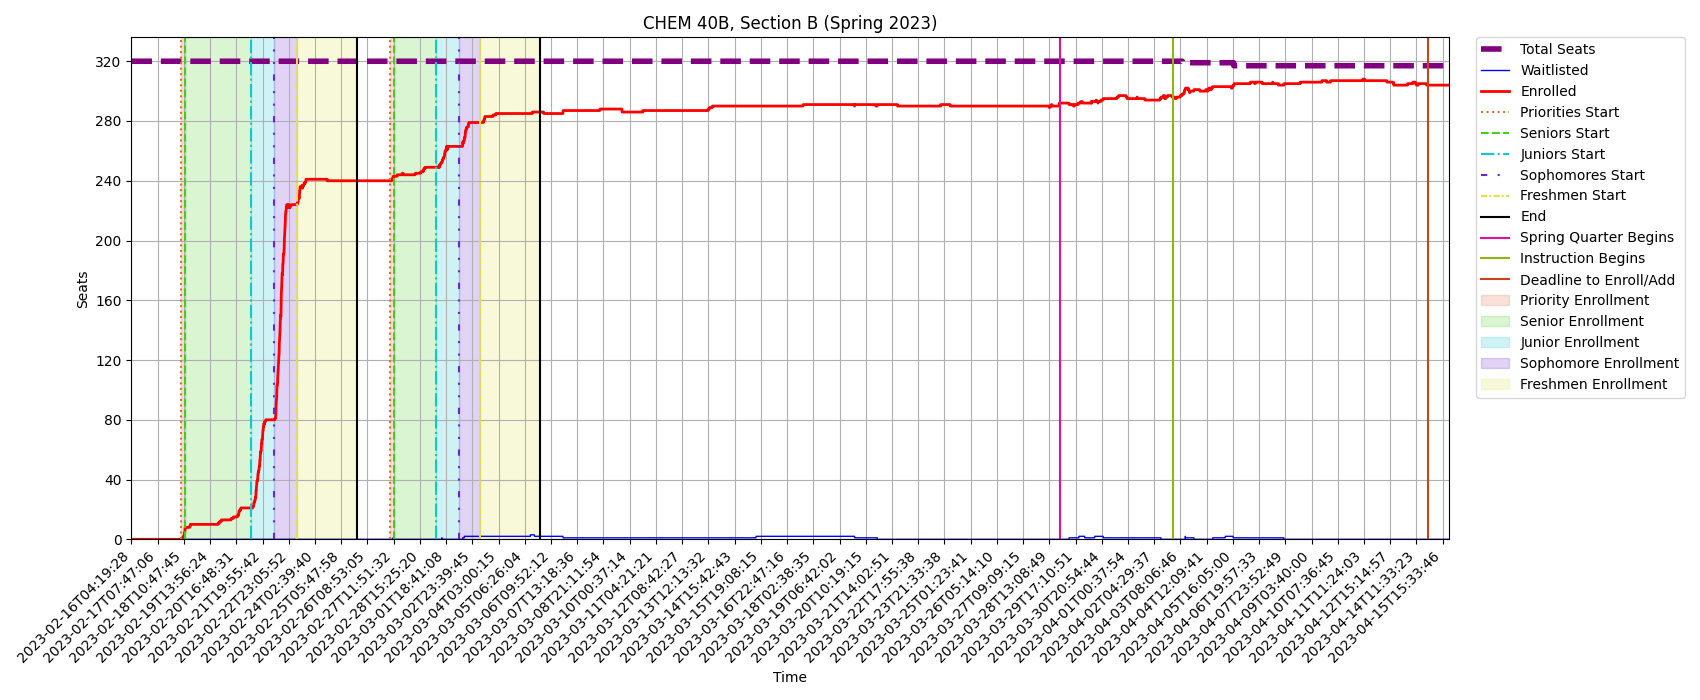 CHEM 40B, Section B (Spring 2023)
Seats
320
280
240
200
160
120
80
40
0
2023-02-16T04:19:28
2023-02-17T07:47:06
2023-02-18T10:47:45
2023-02-19T13:56:24
2023-02-20T16:48:31
2023-02-21T19:55:42
2023-02-22T23:05:52
2023-02-24T02:39:40
2023-02-25T05:47:58
2023-02-26T08:53:05
2023-02-27T11:51:32
2023-02-28T15:25:20
2023-03-01T18:41:08
2023-03-02T23:39:45
2023-03-04T03:00:15
2023-03-05T06:26:04
2023-03-06T09:52:12
2023-03-07T13:18:36
2023-03-08T21:11:54
2023-03-10T00:37:14
2023-03-11T04:21:21
2023-03-12T08:42:27
2023-03-13T12:13:32
2023-03-14T15:42:43
2023-03-15T19:08:15
2023-03-16T22:47:16
2023-03-18T02:38:35
2023-03-19T06:42:02
2023-03-20T10:19:15
2023-03-21T14:02:51
2023-03-22T17:55:38
2023-03-23T21:33:38
2023-03-25T01:23:41
2023-03-26T05:14:10
2023-03-27T09:09:15
2023-03-28T13:08:49
2023-03-29T17:10:51
2023-03-30T20:54:44
2023-04-01T00:37:54
2023-04-02T04:29:37
2023-04-03T08:06:46
2023-04-04T12:09:41
2023-04-05T16:05:00
2023-04-06T19:57:33
2023-04-07T23:52:49
2023-04-09T03:40:00
2023-04-10T07:36:45
2023-04-11T11:24:03
2023-04-12T15:14:57
2023-04-14T11:33:23
2023-04-15T15:33:46
Time
Total Seats
Waitlisted
Enrolled
Priorities Start
Seniors Start
Juniors Start
Sophomores Start
Freshmen Start
End
Spring Quarter Begins
Instruction Begins
Deadline to Enroll/Add
Priority Enrollment
Senior Enrollment
Junior Enrollment
Sophomore Enrollment
Freshmen Enrollment